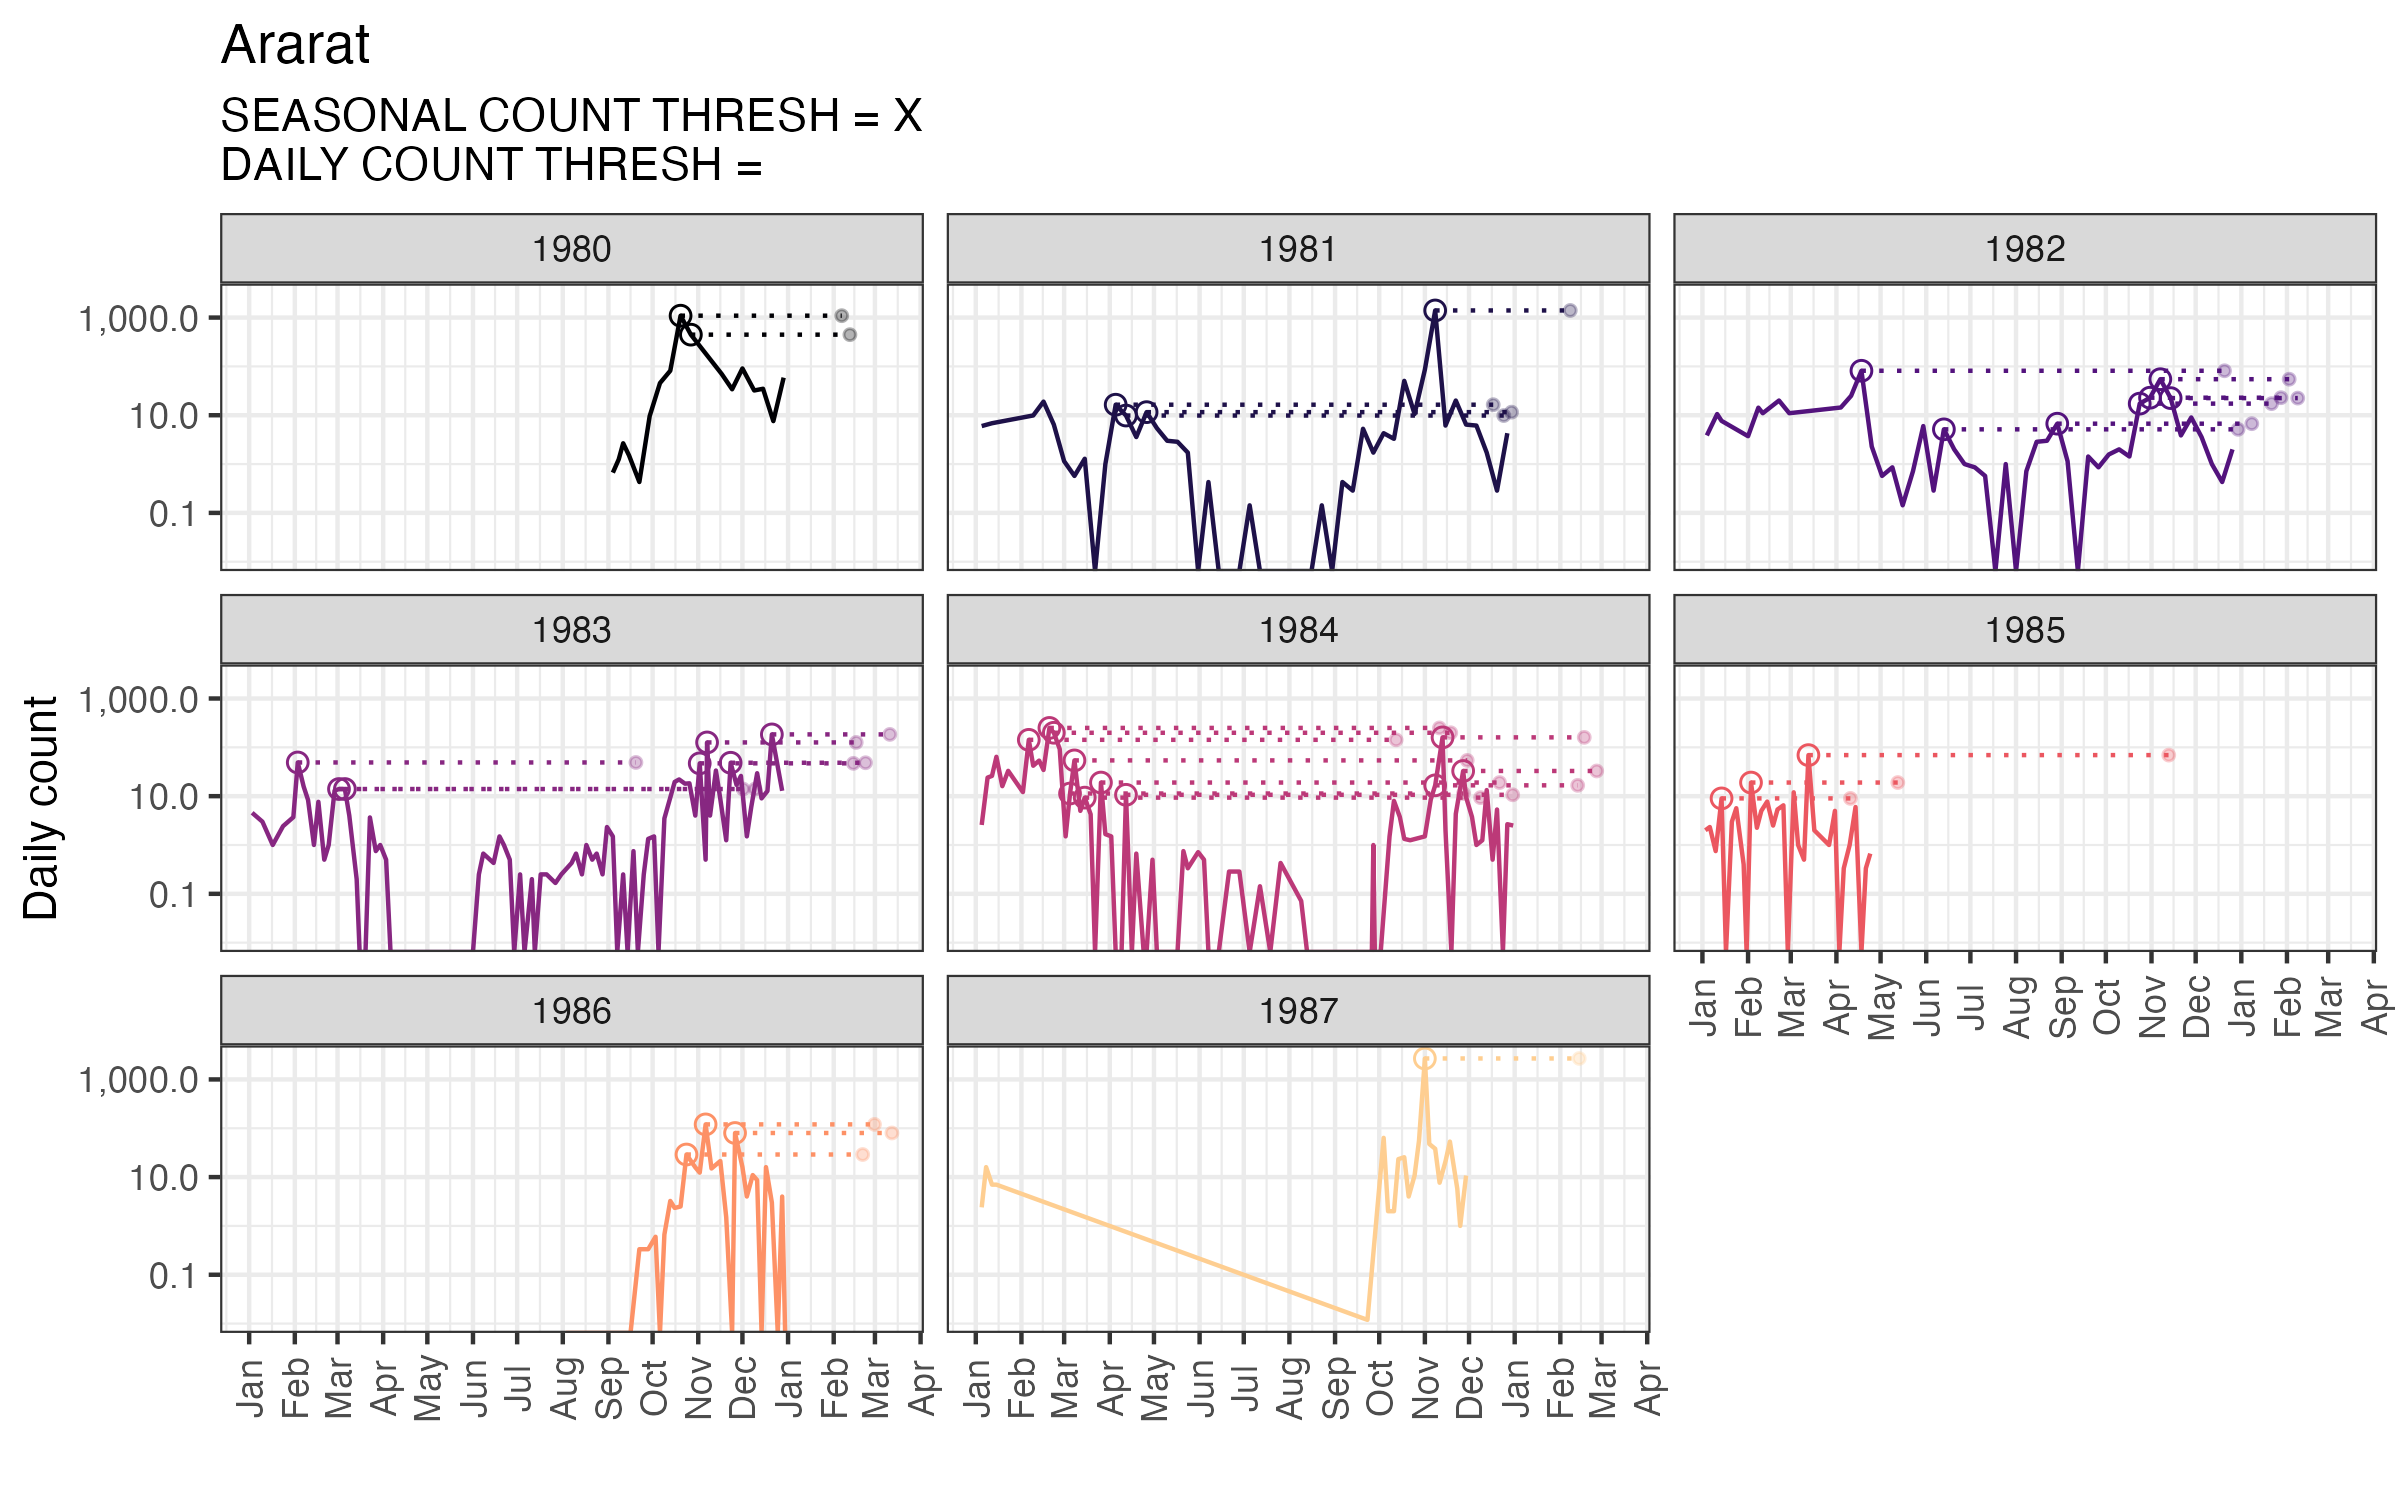 Ararat
SEASONAL COUNT THRESH = X
DAILY COUNT THRESH =
1980
1981
1982
1,000.0
10.0
0.1
1983
1984
1985
1,000.0
10.0
0.1
Daily count
Jan Feb Mar Apr May Jun Jul Aug Sep Oct Nov Dec Jan Feb Mar Apr
1986
1987
1,000.0
10.0
0.1
Jan Feb Mar Apr May Jun Jul Aug Sep Oct Nov Dec Jan Feb Mar Apr
Jan Feb Mar Apr May Jun Jul Aug Sep Oct Nov Dec Jan Feb Mar Apr